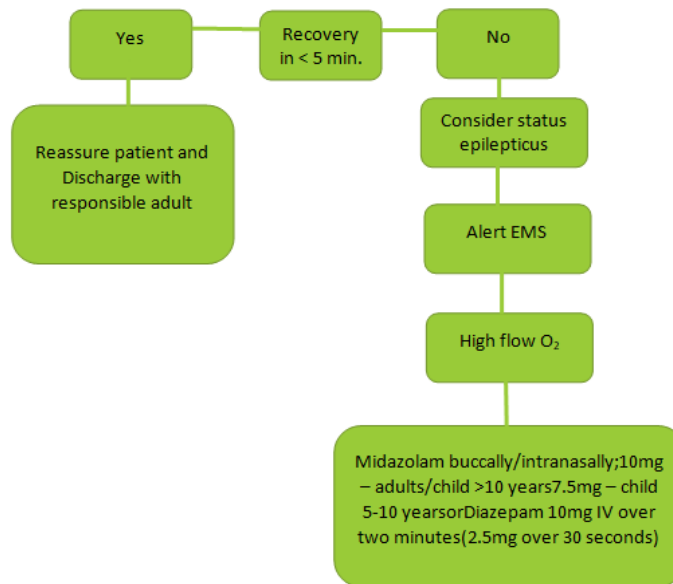 Yes
Recovery
in < 5 min.
No
Reassure patient and
Discharge with
responsible adult
Consider status
epilepticus
Alert EMS
High flow O₂
Midazolam buccally/intranasally;10mg
– adults/child >10 years7.5mg – child
5-10 yearsorDiazepam 10mg IV over
two minutes(2.5mg over 30 seconds)